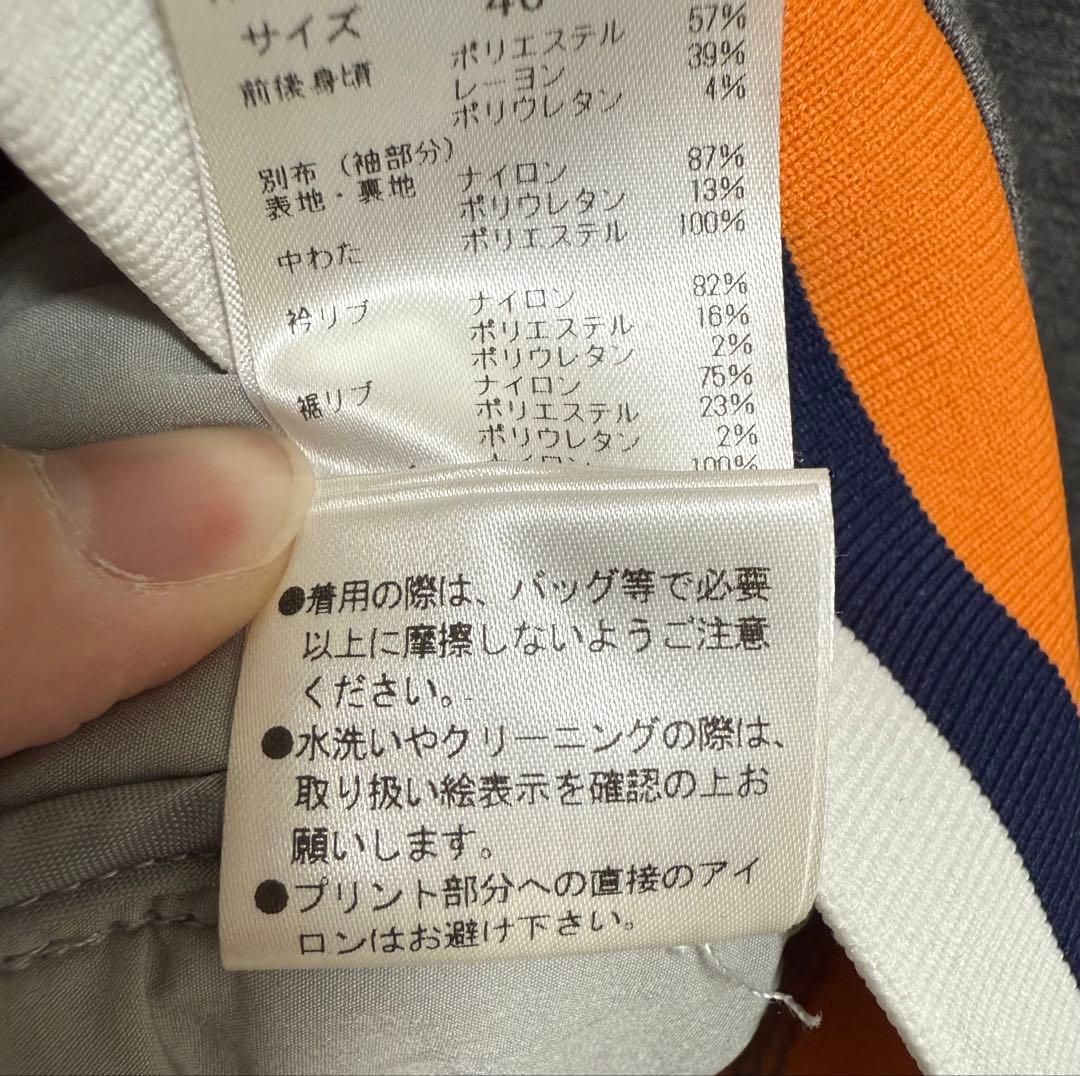 サイズ
前後身頃 ポリエステル 57%
レーヨン 39%
ポリウレタン 4%
別布（袖部分）
表地・裏地 ナイロン 87%
ポリウレタン 13%
中わた ポリエステル 100%
衿リブ ナイロン 82%
ポリエステル 16%
ポリウレタン 2%
裾リブ ナイロン 75%
ポリエステル 23%
ポリウレタン 2%
ナイロン 100%
●着用の際は、バッグ等で必要
以上に摩擦しないようご注意
ください。
●水洗いやクリーニングの際は、
取り扱い絵表示を確認の上お
願いします。
●プリント部分への直接のアイ
ロンはお避け下さい。